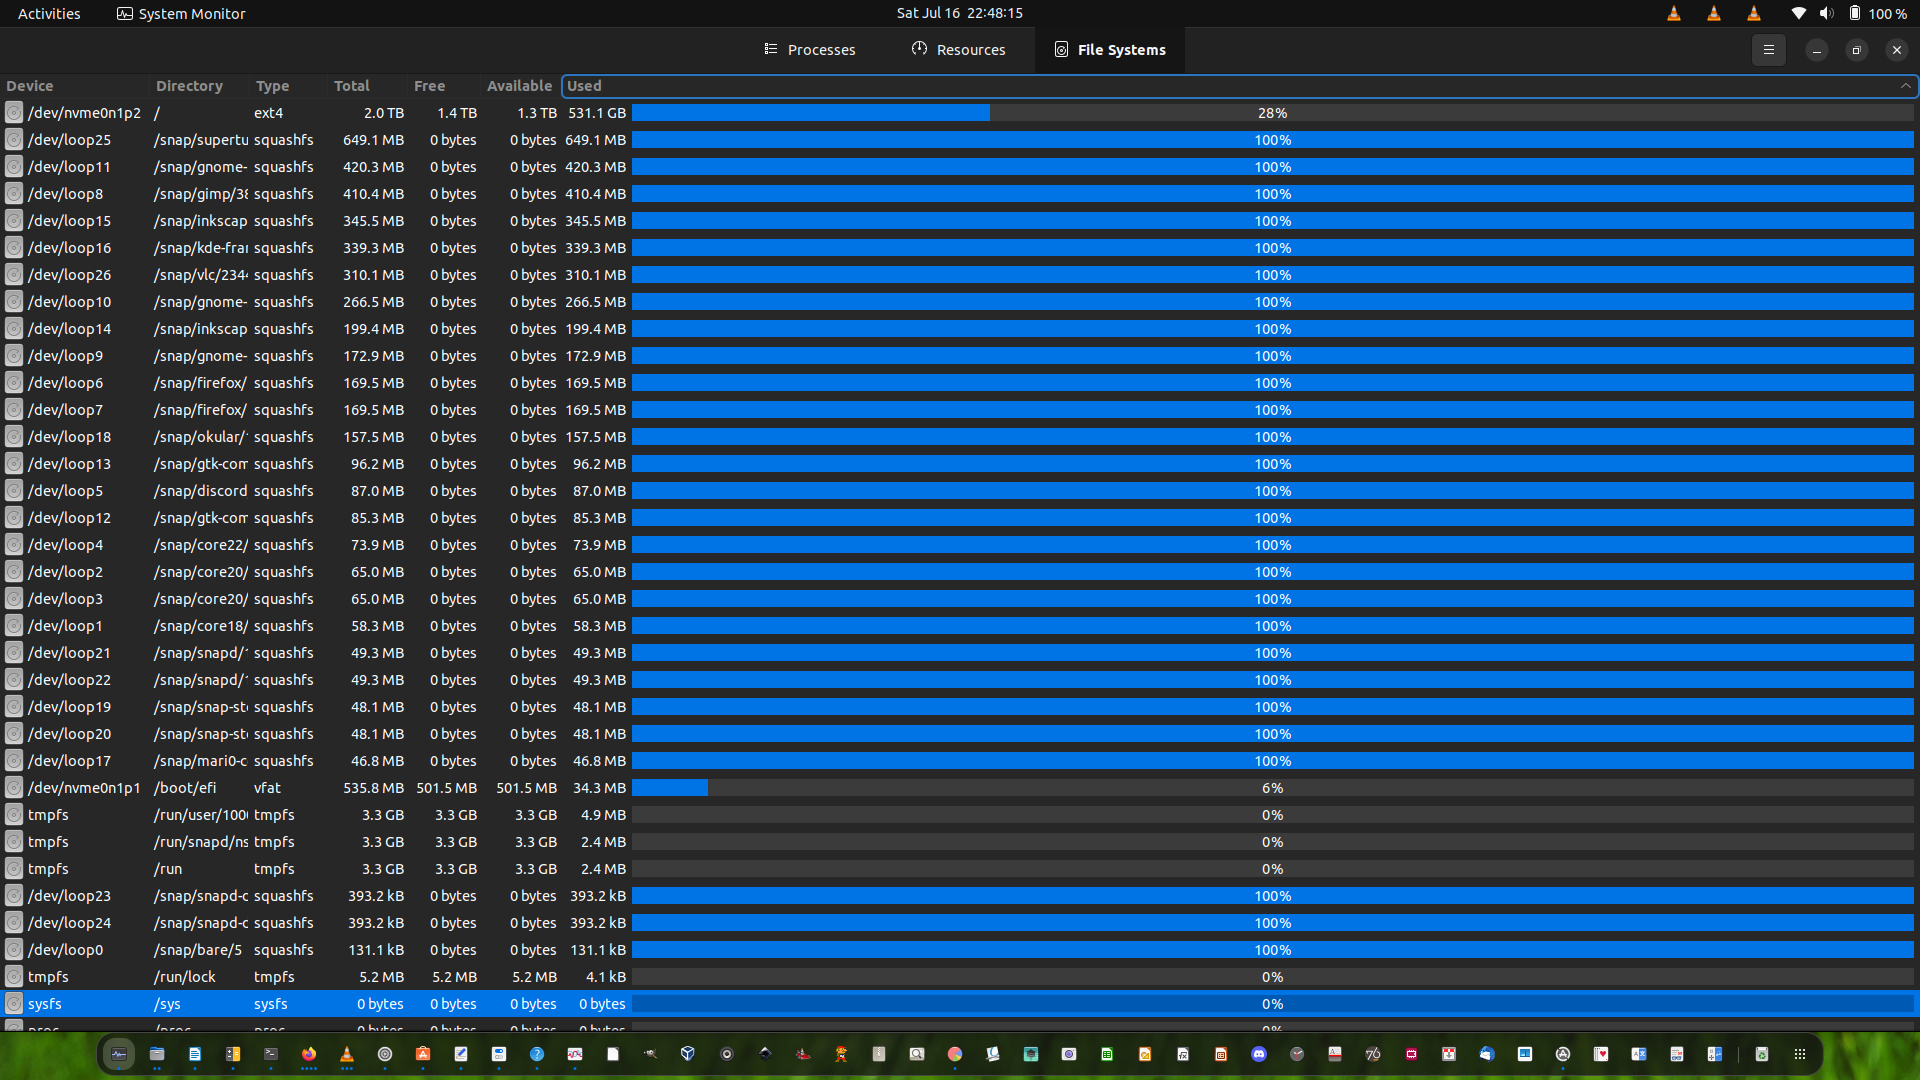 Activities System Monitor Sat Jul 16 22:48:15 100 %
Processes Resources File Systems
Device Directory Type Total Free Available Used
/dev/nvme0n1p2 / ext4 2.0 TB 1.4 TB 1.3 TB 531.1 GB 28%
/dev/loop25 /snap/supertu squashfs 649.1 MB 0 bytes 0 bytes 649.1 MB 100%
/dev/loop11 /snap/gnome- squashfs 420.3 MB 0 bytes 0 bytes 420.3 MB 100%
/dev/loop8 /snap/gimp/38 squashfs 410.4 MB 0 bytes 0 bytes 410.4 MB 100%
/dev/loop15 /snap/inkscap squashfs 345.5 MB 0 bytes 0 bytes 345.5 MB 100%
/dev/loop16 /snap/kde-fra squashfs 339.3 MB 0 bytes 0 bytes 339.3 MB 100%
/dev/loop26 /snap/vlc/2344 squashfs 310.1 MB 0 bytes 0 bytes 310.1 MB 100%
/dev/loop10 /snap/gnome- squashfs 266.5 MB 0 bytes 0 bytes 266.5 MB 100%
/dev/loop14 /snap/inkscap squashfs 199.4 MB 0 bytes 0 bytes 199.4 MB 100%
/dev/loop9 /snap/gnome- squashfs 172.9 MB 0 bytes 0 bytes 172.9 MB 100%
/dev/loop6 /snap/firefox/ squashfs 169.5 MB 0 bytes 0 bytes 169.5 MB 100%
/dev/loop7 /snap/firefox/ squashfs 169.5 MB 0 bytes 0 bytes 169.5 MB 100%
/dev/loop18 /snap/okular/ squashfs 157.5 MB 0 bytes 0 bytes 157.5 MB 100%
/dev/loop13 /snap/gtk-com squashfs 96.2 MB 0 bytes 0 bytes 96.2 MB 100%
/dev/loop5 /snap/discord squashfs 87.0 MB 0 bytes 0 bytes 87.0 MB 100%
/dev/loop12 /snap/gtk-com squashfs 85.3 MB 0 bytes 0 bytes 85.3 MB 100%
/dev/loop4 /snap/core22/ squashfs 73.9 MB 0 bytes 0 bytes 73.9 MB 100%
/dev/loop2 /snap/core20/ squashfs 65.0 MB 0 bytes 0 bytes 65.0 MB 100%
/dev/loop3 /snap/core20/ squashfs 65.0 MB 0 bytes 0 bytes 65.0 MB 100%
/dev/loop1 /snap/core18/ squashfs 58.3 MB 0 bytes 0 bytes 58.3 MB 100%
/dev/loop21 /snap/snapd/ squashfs 49.3 MB 0 bytes 0 bytes 49.3 MB 100%
/dev/loop22 /snap/snapd/ squashfs 49.3 MB 0 bytes 0 bytes 49.3 MB 100%
/dev/loop19 /snap/snap-st squashfs 48.1 MB 0 bytes 0 bytes 48.1 MB 100%
/dev/loop20 /snap/snap-st squashfs 48.1 MB 0 bytes 0 bytes 48.1 MB 100%
/dev/loop17 /snap/mari0-c squashfs 46.8 MB 0 bytes 0 bytes 46.8 MB 100%
/dev/nvme0n1p1 /boot/efi vfat 535.8 MB 501.5 MB 501.5 MB 34.3 MB 6%
tmpfs /run/user/100 tmpfs 3.3 GB 3.3 GB 3.3 GB 4.9 MB 0%
tmpfs /run/snapd/ns tmpfs 3.3 GB 3.3 GB 3.3 GB 2.4 MB 0%
tmpfs /run tmpfs 3.3 GB 3.3 GB 3.3 GB 2.4 MB 0%
/dev/loop23 /snap/snapd-c squashfs 393.2 kB 0 bytes 0 bytes 393.2 kB 100%
/dev/loop24 /snap/snapd-c squashfs 393.2 kB 0 bytes 0 bytes 393.2 kB 100%
/dev/loop0 /snap/bare/5 squashfs 131.1 kB 0 bytes 0 bytes 131.1 kB 100%
tmpfs /run/lock tmpfs 5.2 MB 5.2 MB 5.2 MB 4.1 kB 0%
sysfs /sys sysfs 0 bytes 0 bytes 0 bytes 0 bytes 0%
proc /proc proc 0 bytes 0 bytes 0 bytes 0 bytes 0%